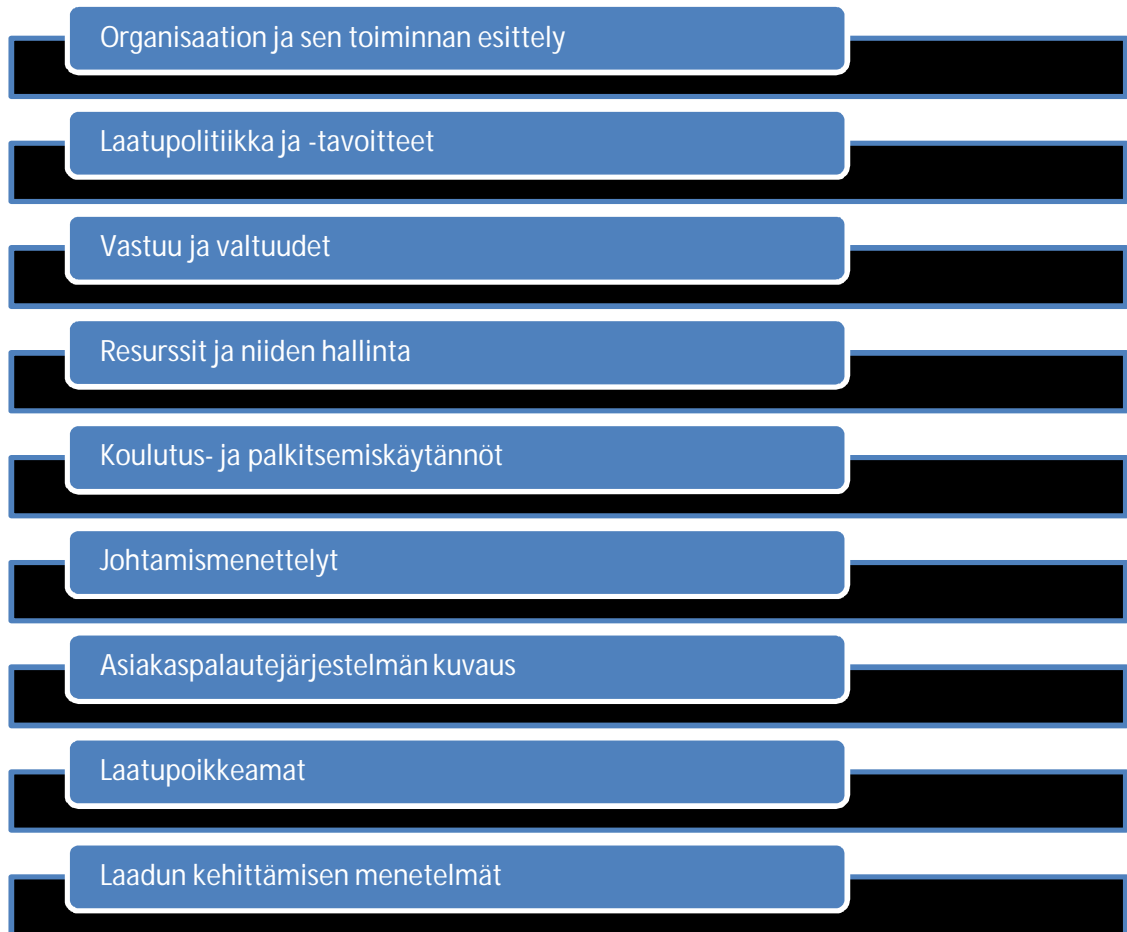 Organisaation ja sen toiminnan esittely
Laatupolitiikka ja -tavoitteet
Vastuu ja valtuudet
Resurssit ja niiden hallinta
Koulutus- ja palkitsemiskäytännöt
Johtamismenettelyt
Asiakaspalautejärjestelmän kuvaus
Laatupoikkeamat
Laadun kehittämisen menetelmät